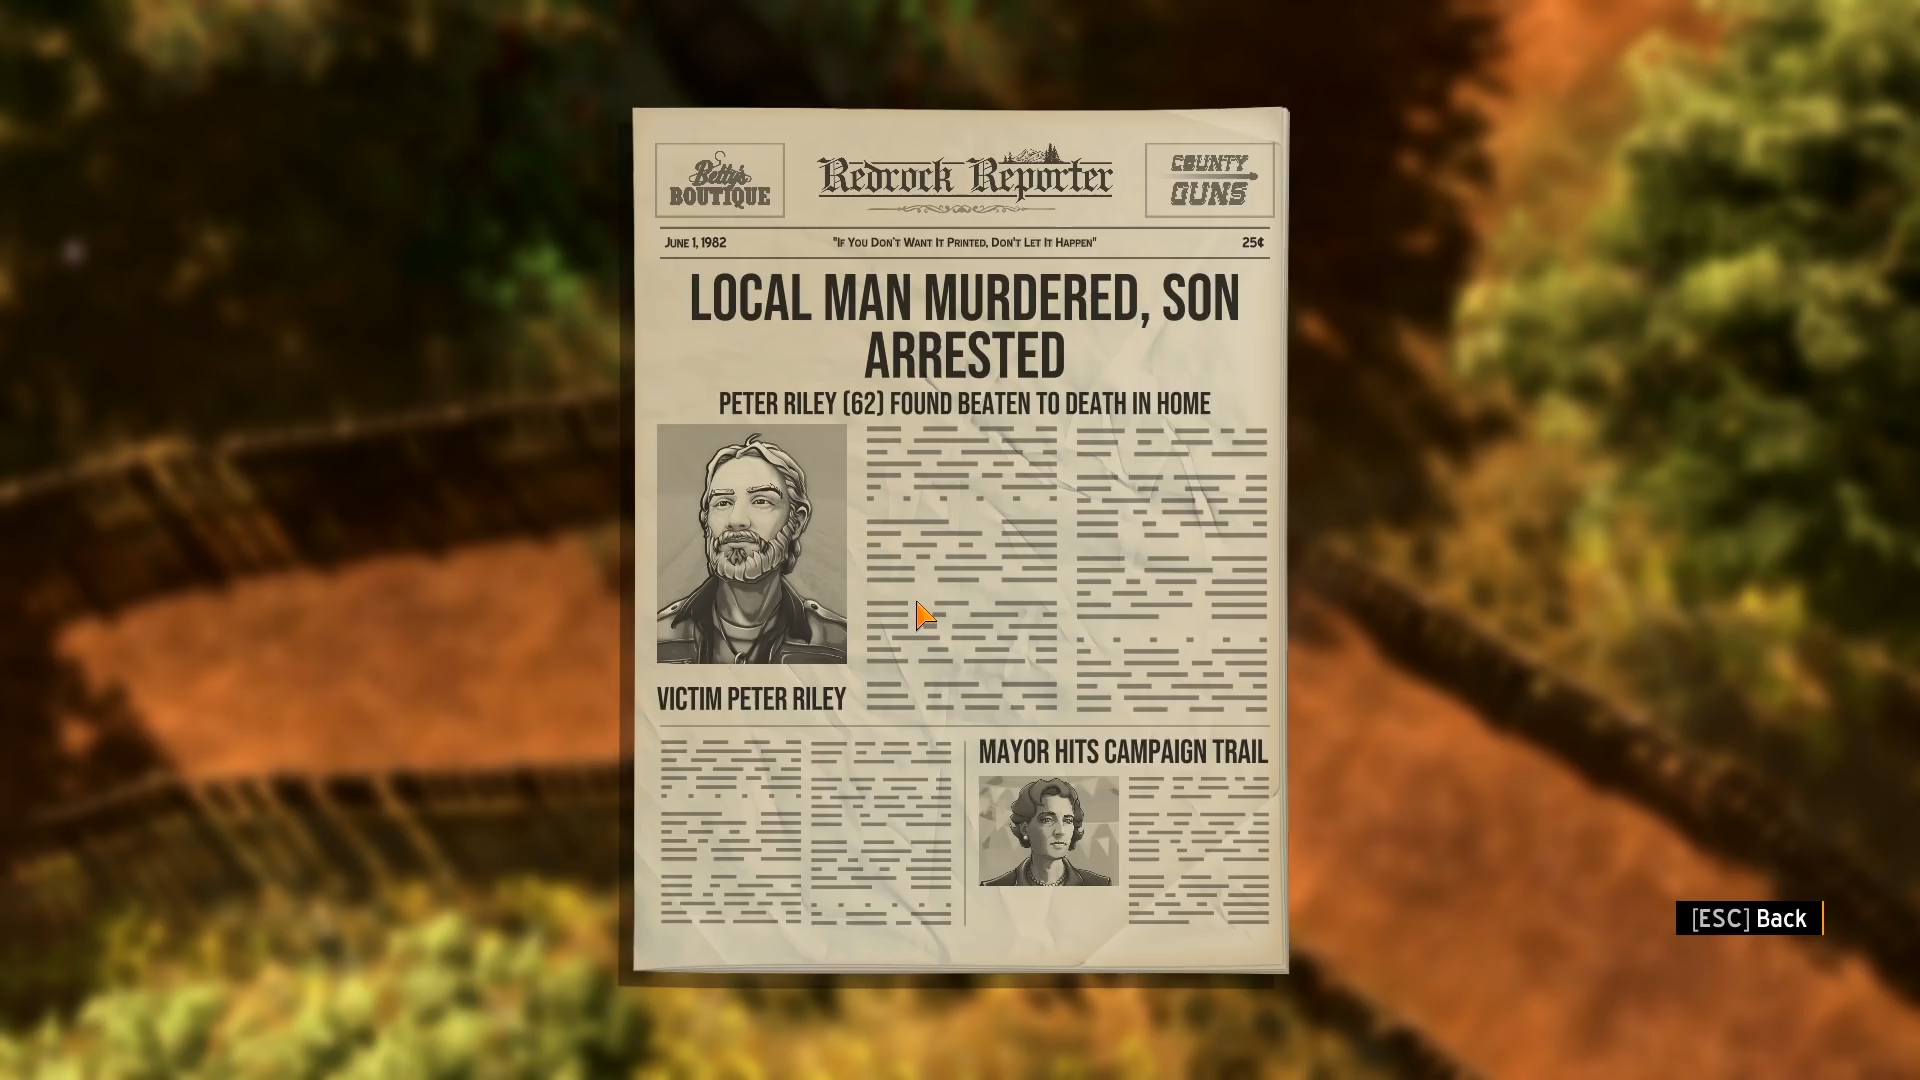 Betty's
BOUTIQUE
Redrock Reporter
COUNTY
GUNS
JUNE 1, 1982
"IF YOU DON'T WANT IT PRINTED, DON'T LET IT HAPPEN"
25¢
LOCAL MAN MURDERED, SON
ARRESTED
PETER RILEY (62) FOUND BEATEN TO DEATH IN HOME
VICTIM PETER RILEY
MAYOR HITS CAMPAIGN TRAIL
[ESC] Back